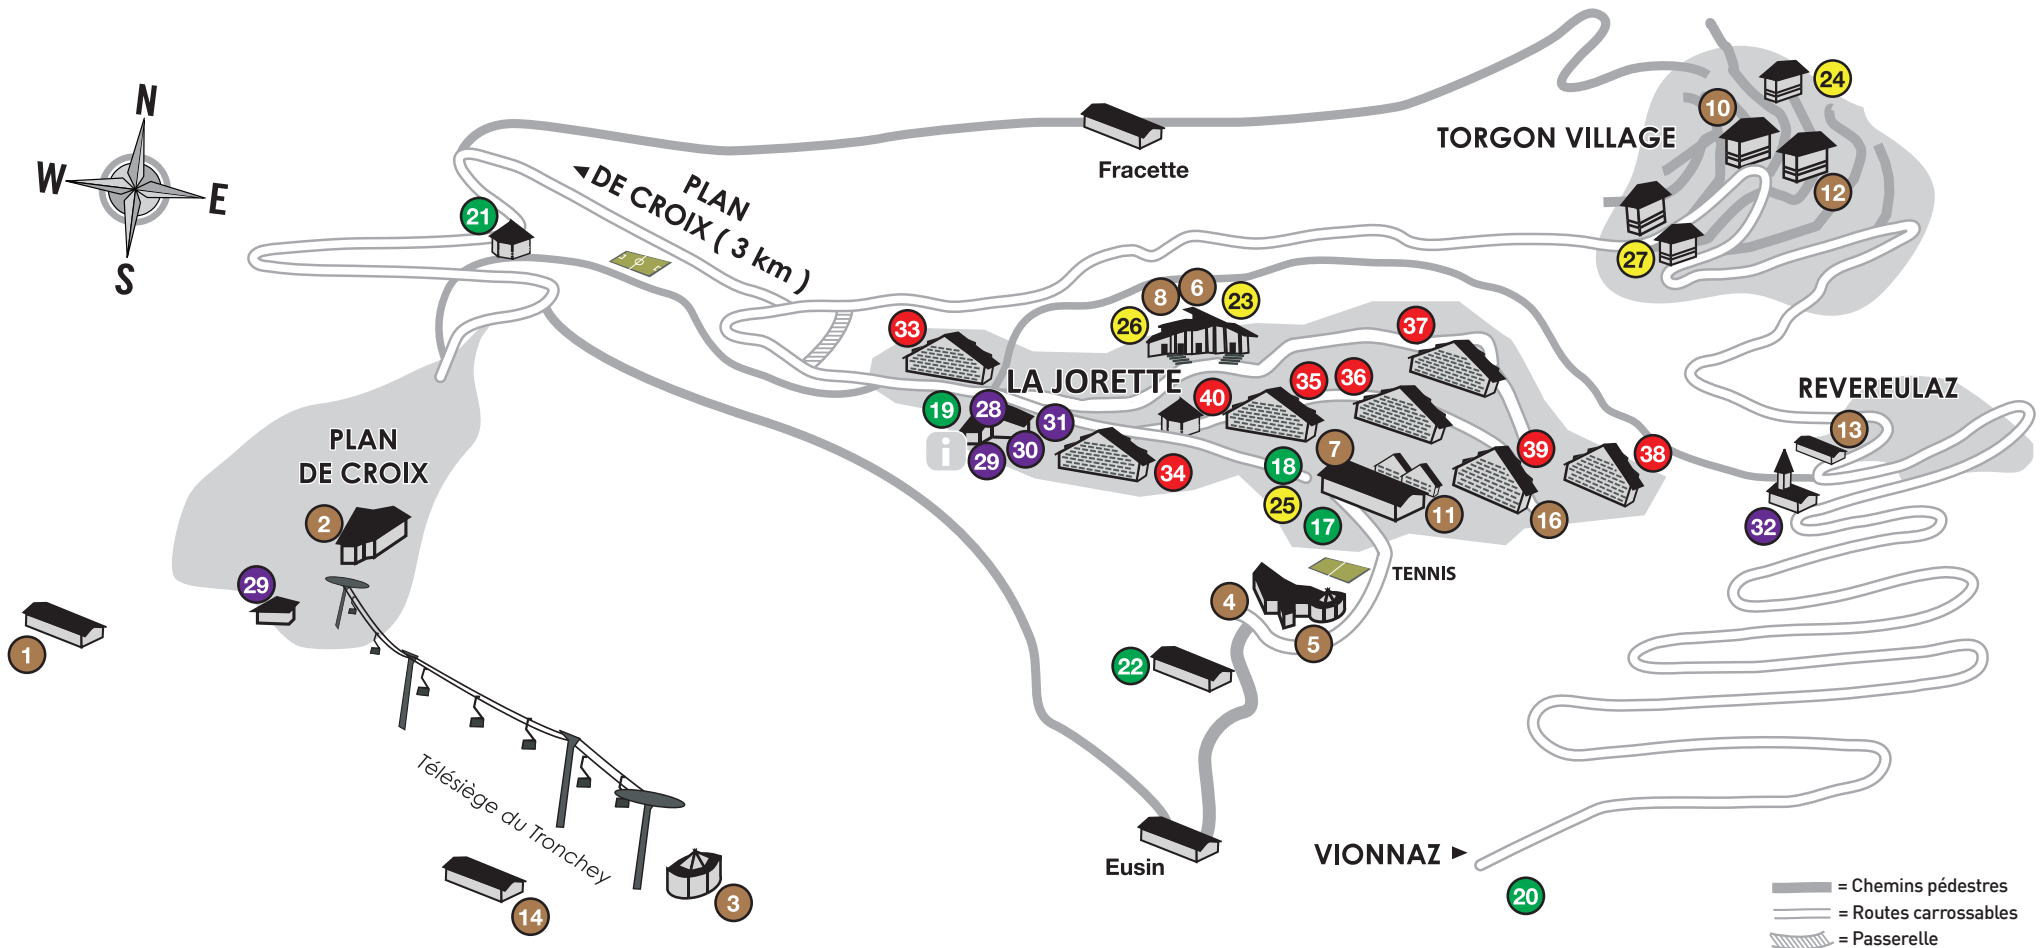 N
W
E
S
24
10
TORGON VILLAGE
12
27
Fracette
PLAN
DE CROIX ( 3 km )
21
8
6
23
26
33
37
LA JORETTE
35
36
40
19
28
31
i
29
30
34
7
18
25
17
11
39
38
16
REVEREULAZ
13
32
PLAN
DE CROIX
2
29
1
TENNIS
4
5
22
Télésiège du Tronchey
14
3
Eusin
VIONNAZ
20
= Chemins pédestres
= Routes carrossables
= Passerelle